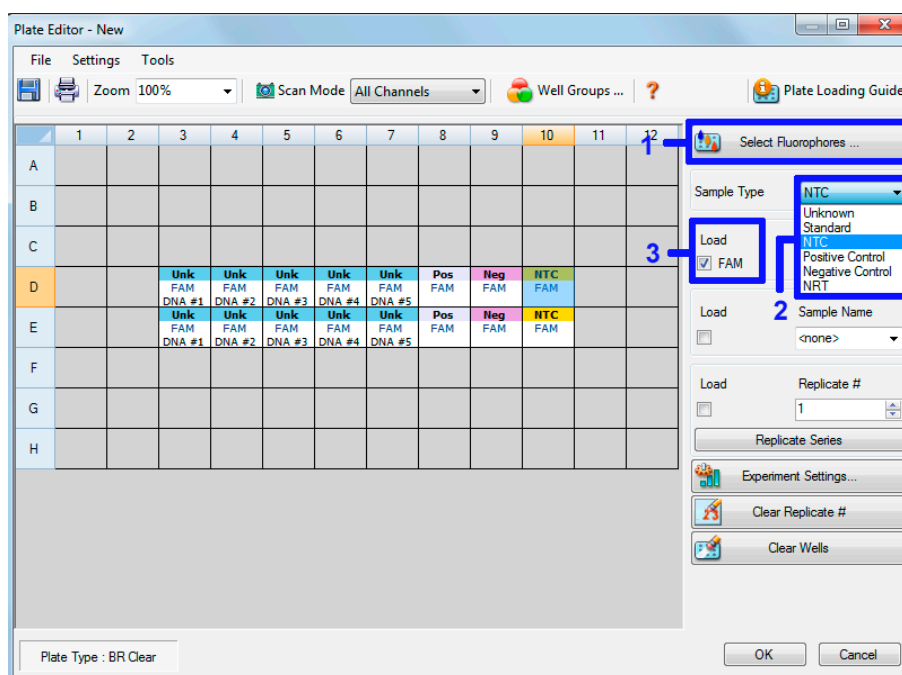 Plate Editor - New
File Settings Tools
Zoom 100% Scan Mode All Channels Well Groups ... ? Plate Loading Guide
1 2 3 4 5 6 7 8 9 10 11 12
1 Select Fluorophores ...
A
Sample Type NTC
B
Unknown
Standard
C
Load NTC
3 FAM Positive Control
Negative Control
NRT
D
Unk Unk Unk Unk Unk Pos Neg NTC
FAM FAM FAM FAM FAM FAM FAM FAM
DNA #1 DNA #2 DNA #3 DNA #4 DNA #5
2
E
Unk Unk Unk Unk Unk Pos Neg NTC
FAM FAM FAM FAM FAM FAM FAM FAM
DNA #1 DNA #2 DNA #3 DNA #4 DNA #5
Load Sample Name
<none>
F
Load Replicate #
G
1
H
Replicate Series
Experiment Settings...
Clear Replicate #
Clear Wells
Plate Type : BR Clear
OK Cancel